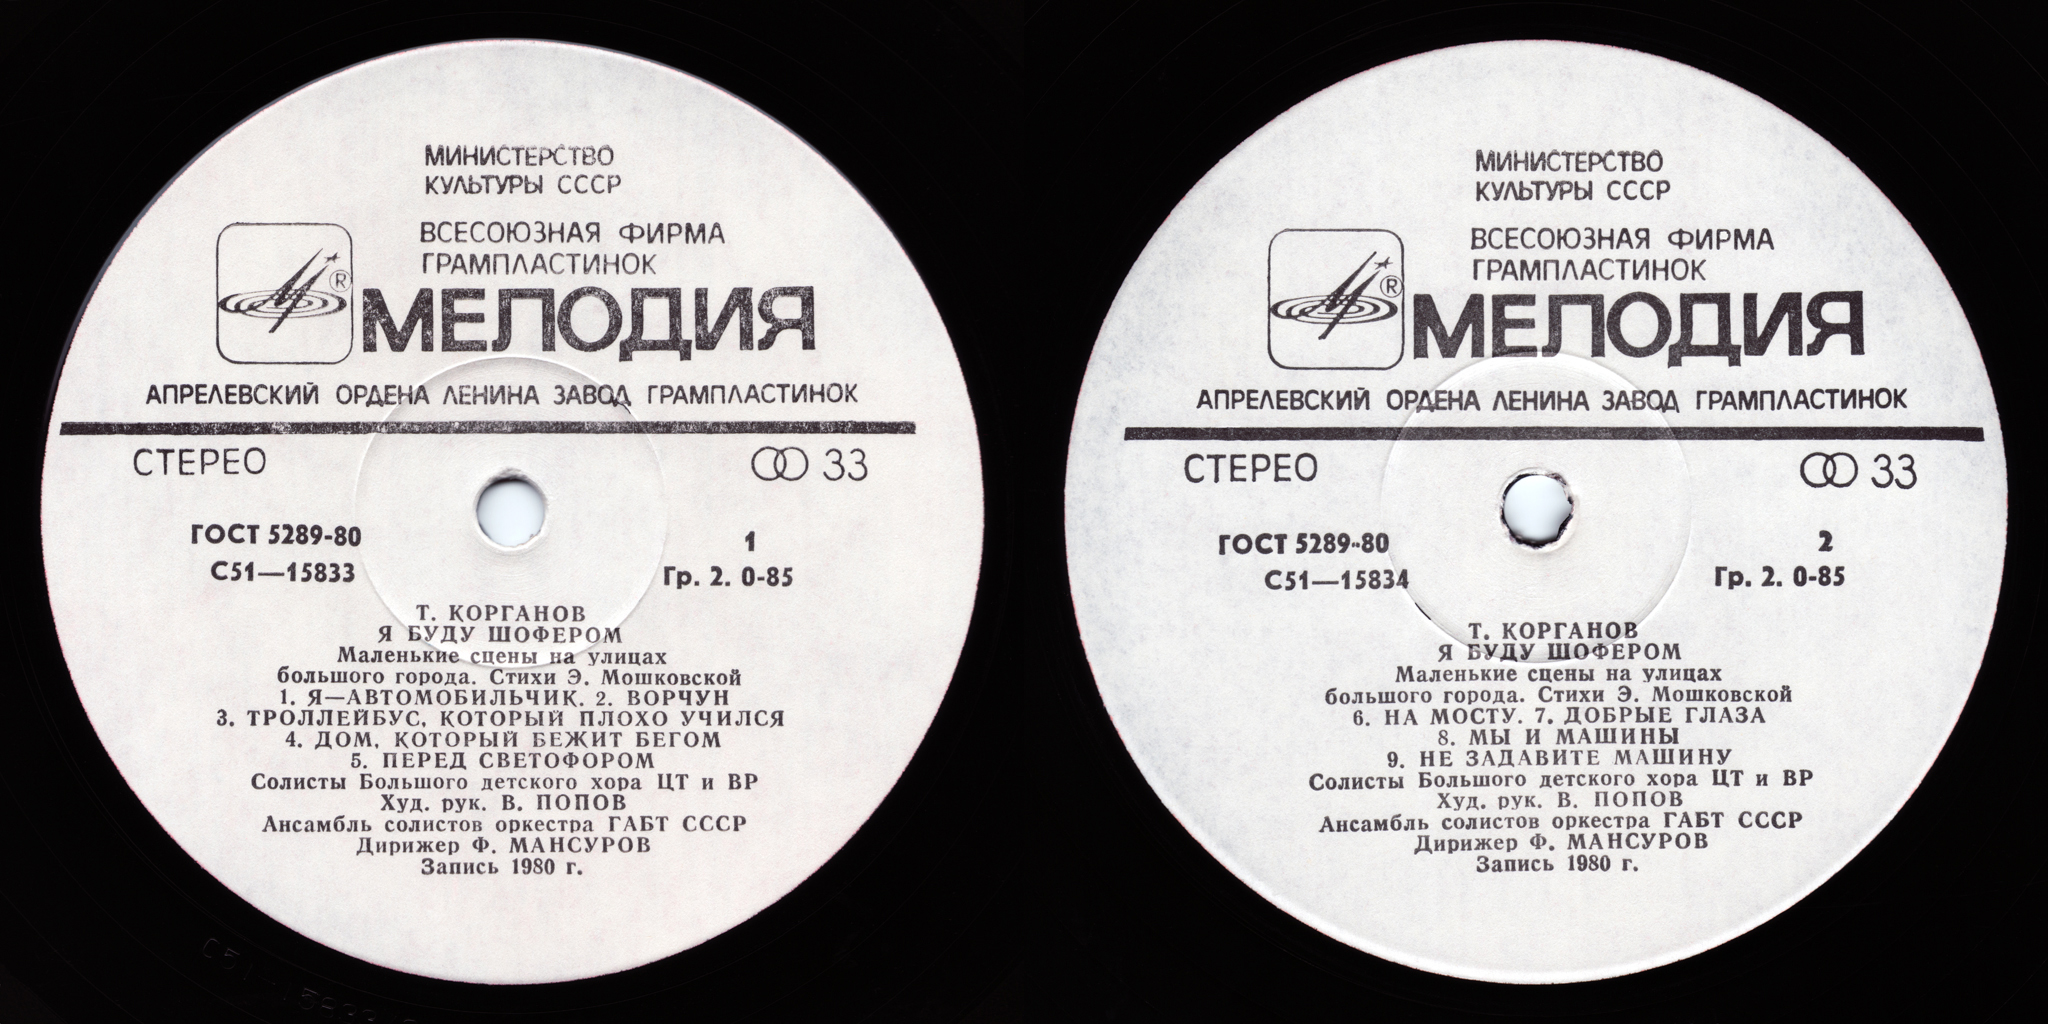 МИНИСТЕРСТВО
КУЛЬТУРЫ СССР
ВСЕСОЮЗНАЯ ФИРМА
ГРАМПЛАСТИНОК
®
МЕЛОДИЯ
АПРЕЛЕВСКИЙ ОРДЕНА ЛЕНИНА ЗАВОД ГРАМПЛАСТИНОК
СТЕРЕО
33
ГОСТ 5289-80
1
С51—15833
Гр. 2. 0-85
Т. КОРГАНОВ
Я БУДУ ШОФЕРОМ
Маленькие сцены на улицах
большого города. Стихи Э. Мошковской
1. Я—АВТОМОБИЛЬЧИК. 2. ВОРЧУН
3. ТРОЛЛЕЙБУС, КОТОРЫЙ ПЛОХО УЧИЛСЯ
4. ДОМ, КОТОРЫЙ БЕЖИТ БЕГОМ
5. ПЕРЕД СВЕТОФОРОМ
Солисты Большого детского хора ЦТ и ВР
Худ. рук. В. ПОПОВ
Ансамбль солистов оркестра ГАБТ СССР
Дирижер Ф. МАНСУРОВ
Запись 1980 г.
МИНИСТЕРСТВО
КУЛЬТУРЫ СССР
ВСЕСОЮЗНАЯ ФИРМА
ГРАМПЛАСТИНОК
®
МЕЛОДИЯ
АПРЕЛЕВСКИЙ ОРДЕНА ЛЕНИНА ЗАВОД ГРАМПЛАСТИНОК
СТЕРЕО
33
ГОСТ 5289-80
2
С51—15834
Гр. 2. 0-85
Т. КОРГАНОВ
Я БУДУ ШОФЕРОМ
Маленькие сцены на улицах
большого города. Стихи Э. Мошковской
6. НА МОСТУ. 7. ДОБРЫЕ ГЛАЗА
8. МЫ И МАШИНЫ
9. НЕ ЗАДАВИТЕ МАШИНУ
Солисты Большого детского хора ЦТ и ВР
Худ. рук. В. ПОПОВ
Ансамбль солистов оркестра ГАБТ СССР
Дирижер Ф. МАНСУРОВ
Запись 1980 г.